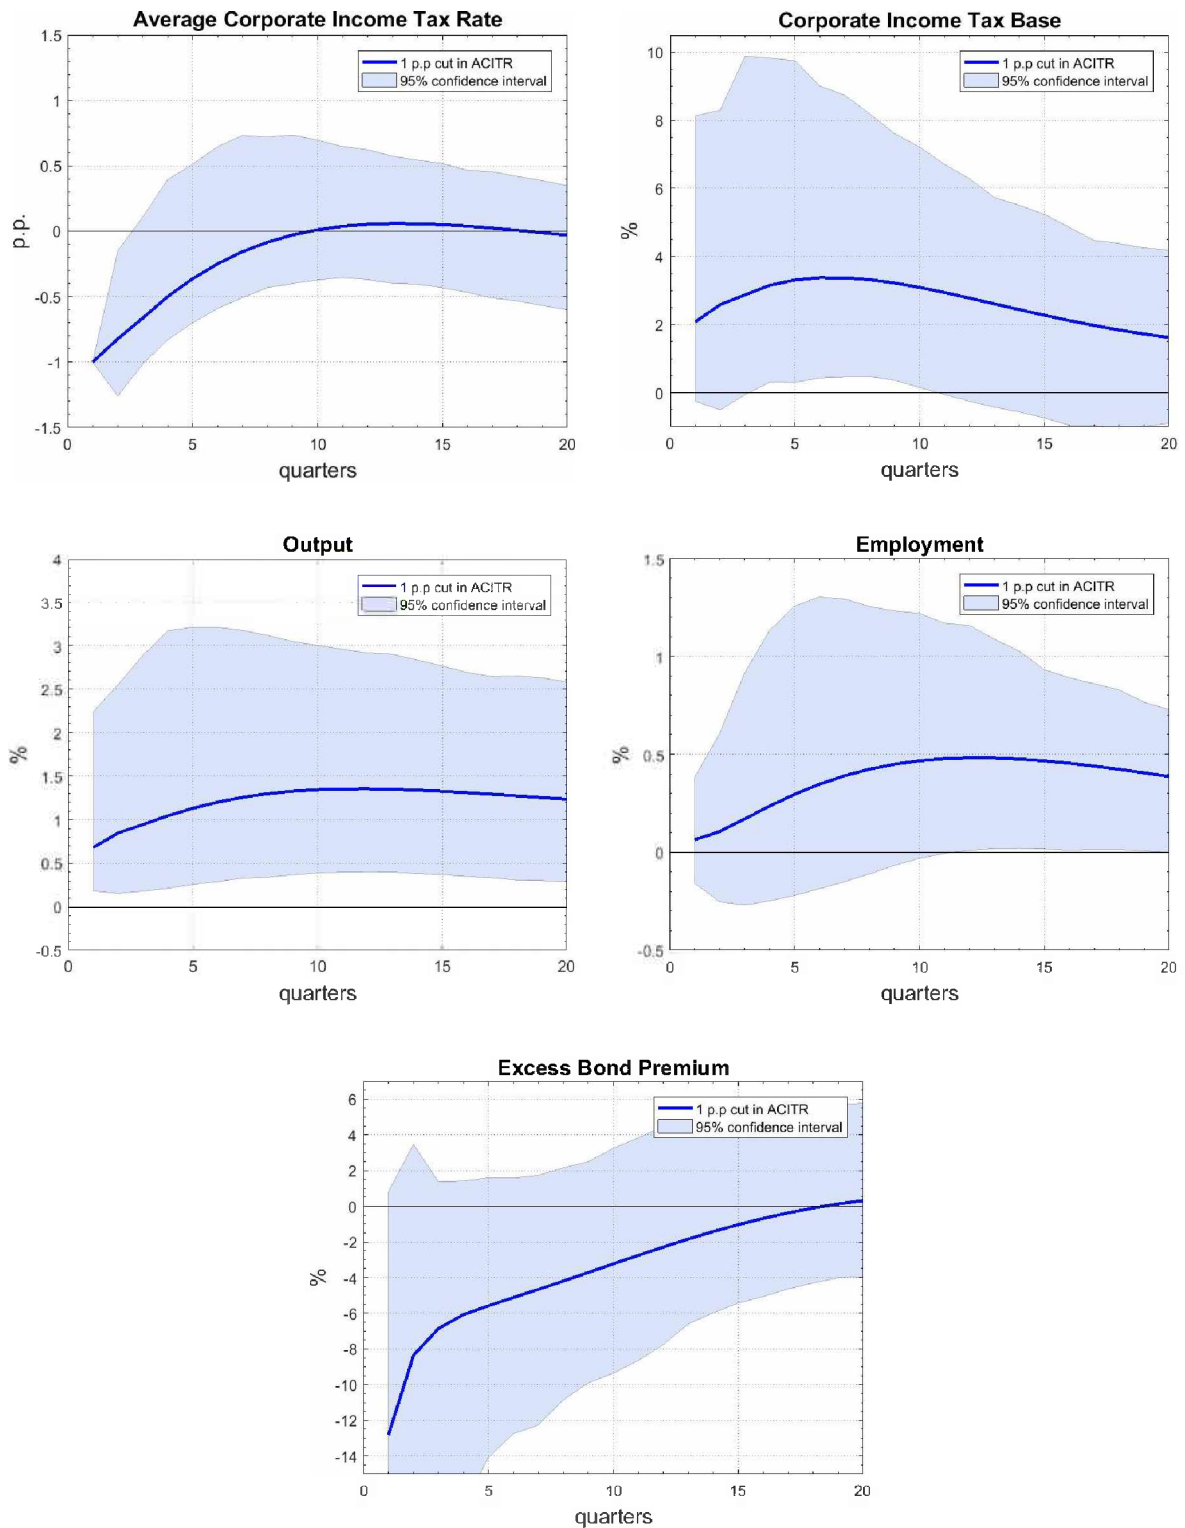 Average Corporate Income Tax Rate
1.5
1
0.5
0
-0.5
-1
-1.5
p.p.
1 p.p cut in ACITR
95% confidence interval
0 5 10 15 20
quarters
Corporate Income Tax Base
10
8
6
4
2
0
%
1 p.p cut in ACITR
95% confidence interval
0 5 10 15 20
quarters
Output
4
3.5
3
2.5
2
1.5
1
0.5
0
-0.5
%
1 p.p cut in ACITR
95% confidence interval
0 5 10 15 20
quarters
Employment
1.5
1
0.5
0
-0.5
%
1 p.p cut in ACITR
95% confidence interval
0 5 10 15 20
quarters
Excess Bond Premium
6
4
2
0
-2
-4
-6
-8
-10
-12
-14
%
1 p.p cut in ACITR
95% confidence interval
0 5 10 15 20
quarters